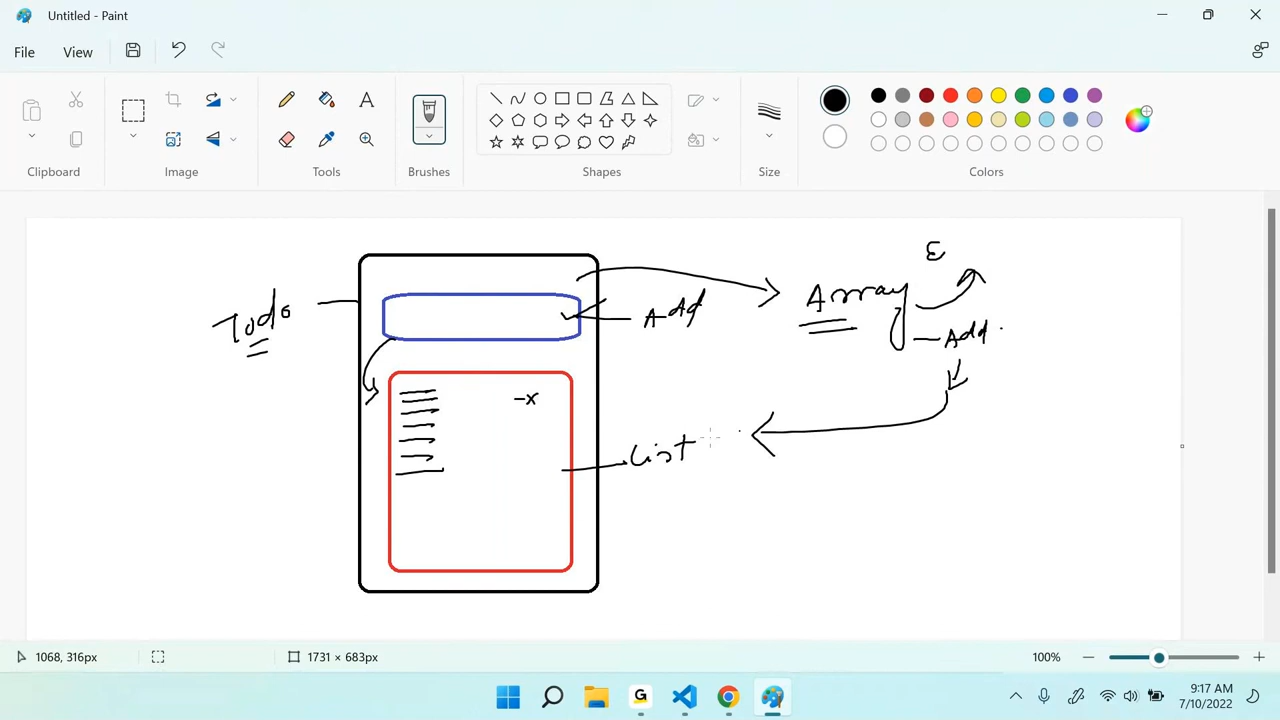 Untitled - Paint
File
View
Clipboard
Image
Tools
Brushes
Shapes
Size
Colors
Todo
Add
Array
ε
Add
-x
List
1068, 316px
1731 × 683px
100%
G
9:17 AM
7/10/2022